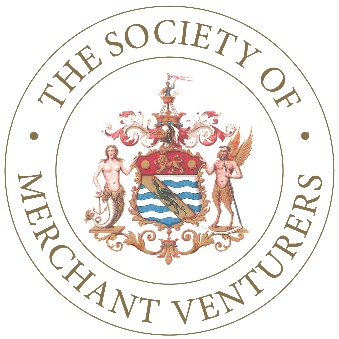 THE SOCIETY OF
MERCHANT VENTURERS